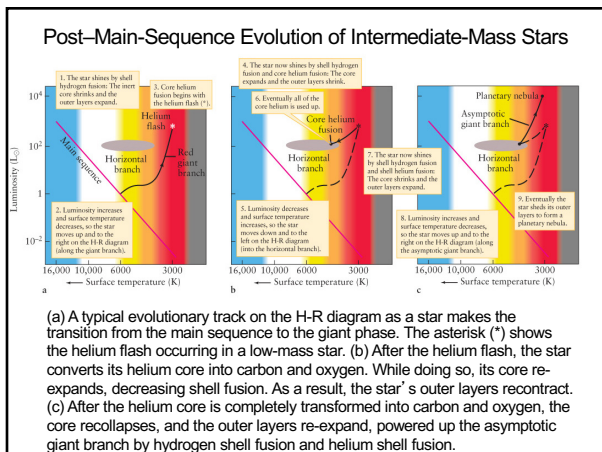 Post–Main-Sequence Evolution of Intermediate-Mass Stars
1. The star shines by shell
hydrogen fusion: The inert
core shrinks and the
outer layers expand.
3. Core helium
fusion begins with
the helium flash (*).
Helium
flash
Main sequence
Horizontal
branch
Red
giant
branch
2. Luminosity increases
and surface temperature
decreases, so the star
moves up and to the
right on the H-R diagram
(along the giant branch).
Luminosity (L⊙)
10⁴
10²
1
10⁻²
16,000 10,000 6000 3000
← Surface temperature (K)
a
4. The star now shines by shell hydrogen
fusion and core helium fusion: The core
expands and the outer layers shrink.
6. Eventually all of the
core helium is used up.
Core helium
fusion
Horizontal
branch
5. Luminosity decreases
and surface temperature
increases, so the star
moves down and to the
left on the H-R diagram
(into the horizontal branch).
16,000 10,000 6000 3000
← Surface temperature (K)
b
7. The star now shines
by shell hydrogen fusion
and shell helium fusion:
The core shrinks and the
outer layers expand.
Planetary nebula
Asymptotic
giant branch
Horizontal
branch
8. Luminosity increases and
surface temperature decreases,
so the star moves up and to the
right on the H-R diagram (along
the asymptotic giant branch).
9. Eventually the
star sheds its outer
layers to form a
planetary nebula.
16,000 10,000 6000 3000
← Surface temperature (K)
c
(a) A typical evolutionary track on the H-R diagram as a star makes the
transition from the main sequence to the giant phase. The asterisk (*) shows
the helium flash occurring in a low-mass star. (b) After the helium flash, the star
converts its helium core into carbon and oxygen. While doing so, its core re-
expands, decreasing shell fusion. As a result, the star’s outer layers recontract.
(c) After the helium core is completely transformed into carbon and oxygen, the
core recollapses, and the outer layers re-expand, powered up the asymptotic
giant branch by hydrogen shell fusion and helium shell fusion.